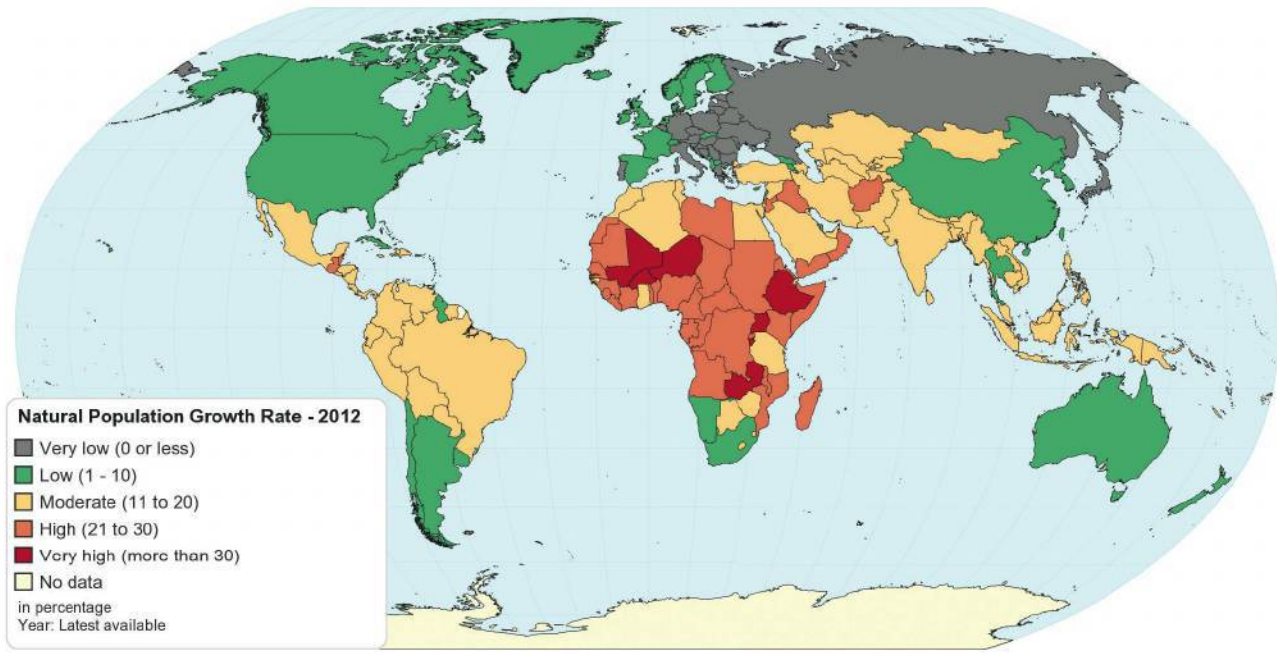 Natural Population Growth Rate - 2012
Very low (0 or less)
Low (1 - 10)
Moderate (11 to 20)
High (21 to 30)
Very high (more than 30)
No data
in percentage
Year: Latest available